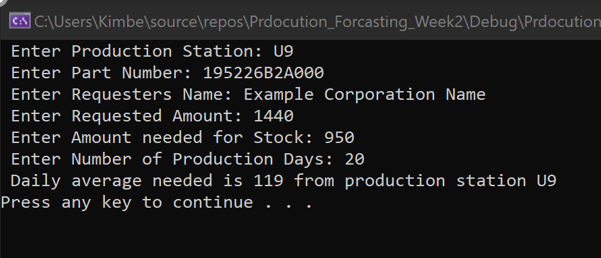 C:\Users\Kimbe\source\repos\Prdocution_Forcasting_Week2\Debug\Prdocution
Enter Production Station: U9
Enter Part Number: 195226B2A000
Enter Requesters Name: Example Corporation Name
Enter Requested Amount: 1440
Enter Amount needed for Stock: 950
Enter Number of Production Days: 20
Daily average needed is 119 from production station U9
Press any key to continue . . .